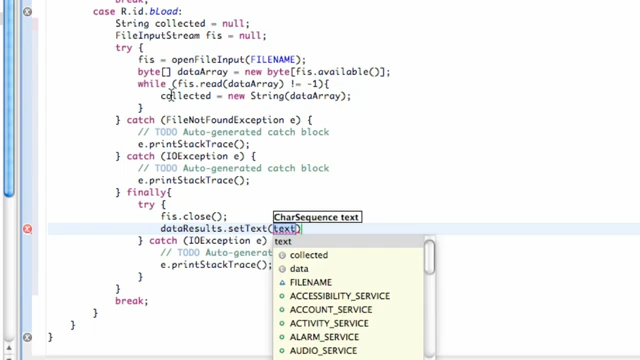 break;
case R.id.bLoad:
String collected = null;
FileInputStream fis = null;
try {
fis = openFileInput(FILENAME);
byte[] dataArray = new byte[fis.available()];
while (fis.read(dataArray) != -1){
collected = new String(dataArray);
}
} catch (FileNotFoundException e) {
// TODO Auto-generated catch block
e.printStackTrace();
} catch (IOException e) {
// TODO Auto-generated catch block
e.printStackTrace();
} finally{
try {
fis.close();
CharSequence text
dataResults.setText(text)
} catch (IOException e)
text
// TODO Auto-generated
collected
e.printStackTrace();
data
}
FILENAME
}
ACCESSIBILITY_SERVICE
break;
ACCOUNT_SERVICE
}
ACTIVITY_SERVICE
}
ALARM_SERVICE
}
AUDIO_SERVICE